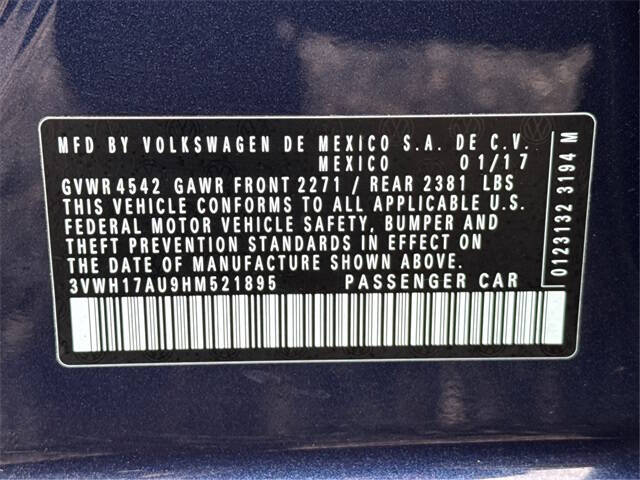 MFD BY VOLKSWAGEN DE MEXICO S.A. DE C.V.
MEXICO 01/17
GVWR 4542 GAWR FRONT 2271 / REAR 2381 LBS
THIS VEHICLE CONFORMS TO ALL APPLICABLE U.S.
FEDERAL MOTOR VEHICLE SAFETY, BUMPER AND
THEFT PREVENTION STANDARDS IN EFFECT ON
THE DATE OF MANUFACTURE SHOWN ABOVE.
3VWH17AU9HM521895 PASSENGER CAR
0123132 3194 M